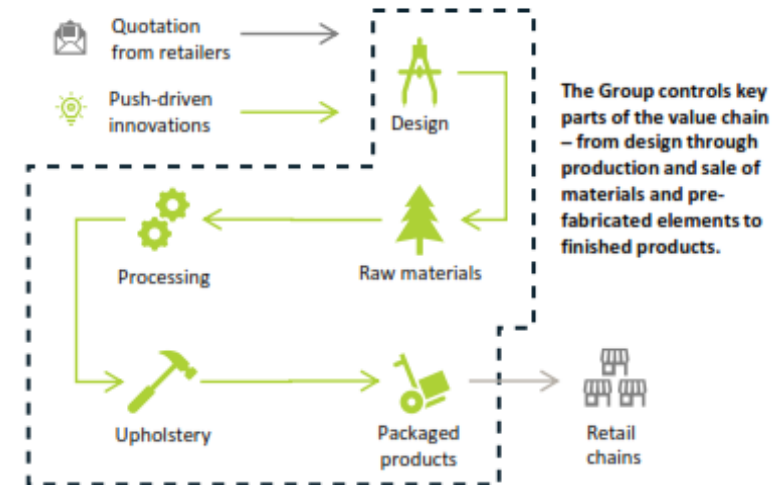 Quotation
from retailers
Push-driven
innovations
Design
The Group controls key
parts of the value chain
– from design through
production and sale of
materials and pre-
fabricated elements to
finished products.
Processing
Raw materials
Upholstery
Packaged
products
Retail
chains